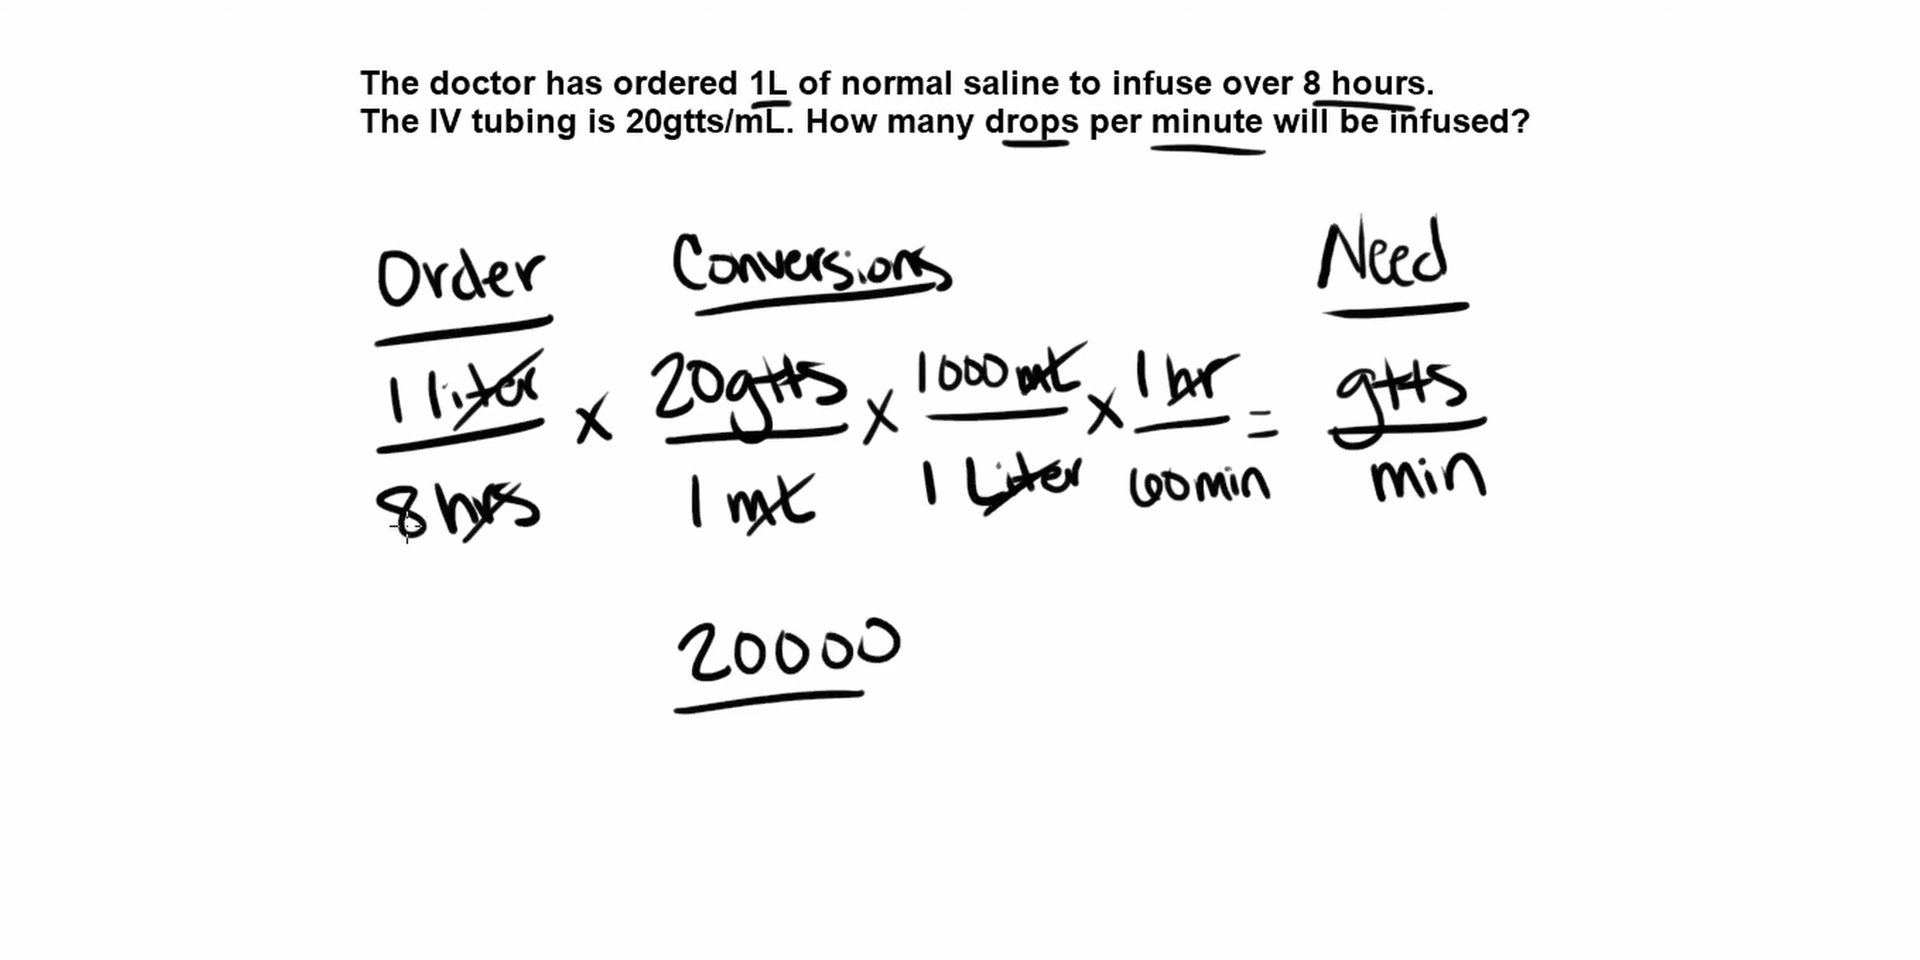 The doctor has ordered 1L of normal saline to infuse over 8 hours.
The IV tubing is 20gtts/mL. How many drops per minute will be infused?
Order Conversions Need
1 liter x 20gtts x 1000 mL x 1 hr = gtts
8 hrs 1 mL 1 Liter 60min min
20000